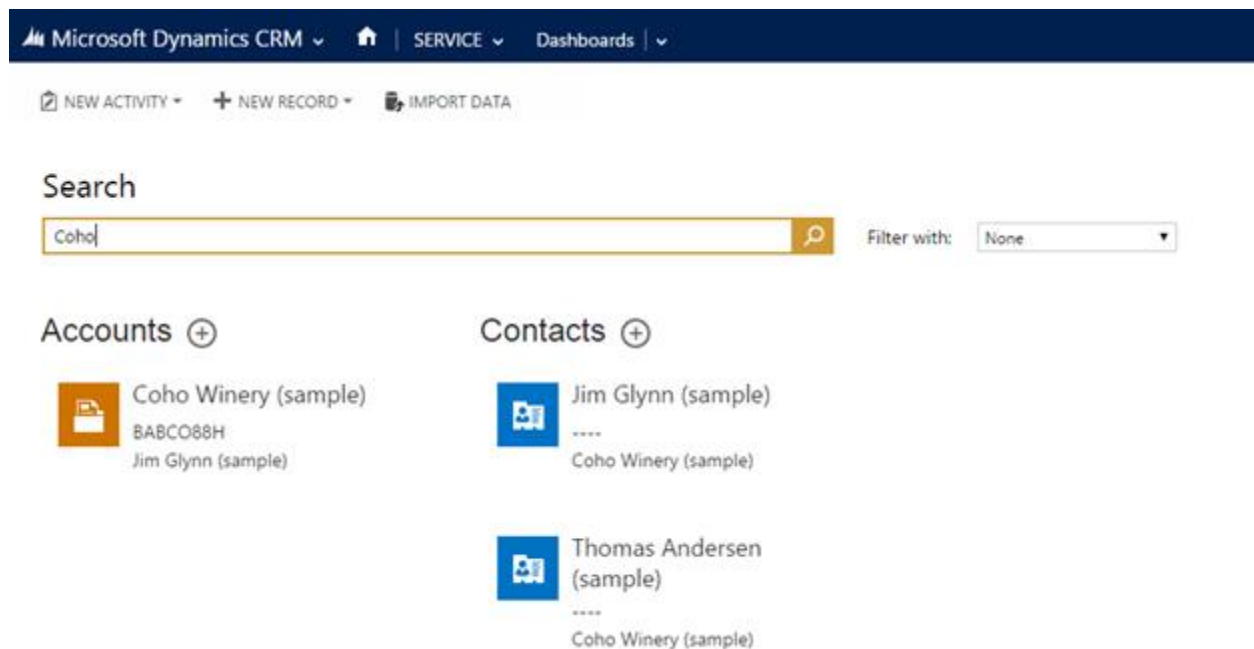 Microsoft Dynamics CRM | SERVICE Dashboards |
NEW ACTIVITY NEW RECORD IMPORT DATA
Search
Coho
Filter with: None
Accounts
Coho Winery (sample)
BABCO88H
Jim Glynn (sample)
Contacts
Jim Glynn (sample)
----
Coho Winery (sample)
Thomas Andersen
(sample)
----
Coho Winery (sample)